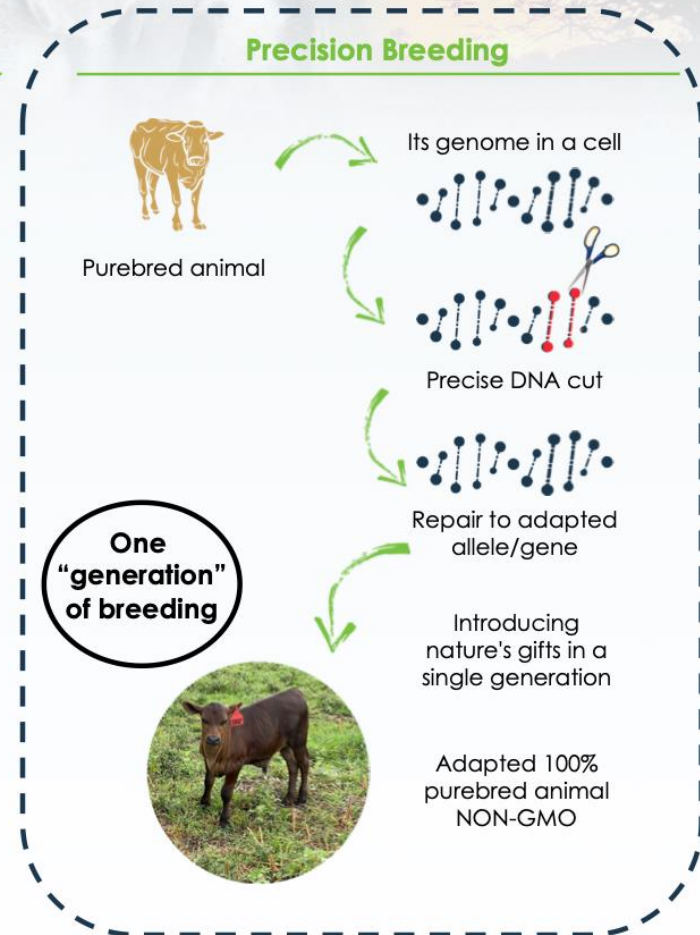 Precision Breeding
Its genome in a cell
Purebred animal
Precise DNA cut
Repair to adapted
allele/gene
One
“generation”
of breeding
Introducing
nature's gifts in a
single generation
Adapted 100%
purebred animal
NON-GMO